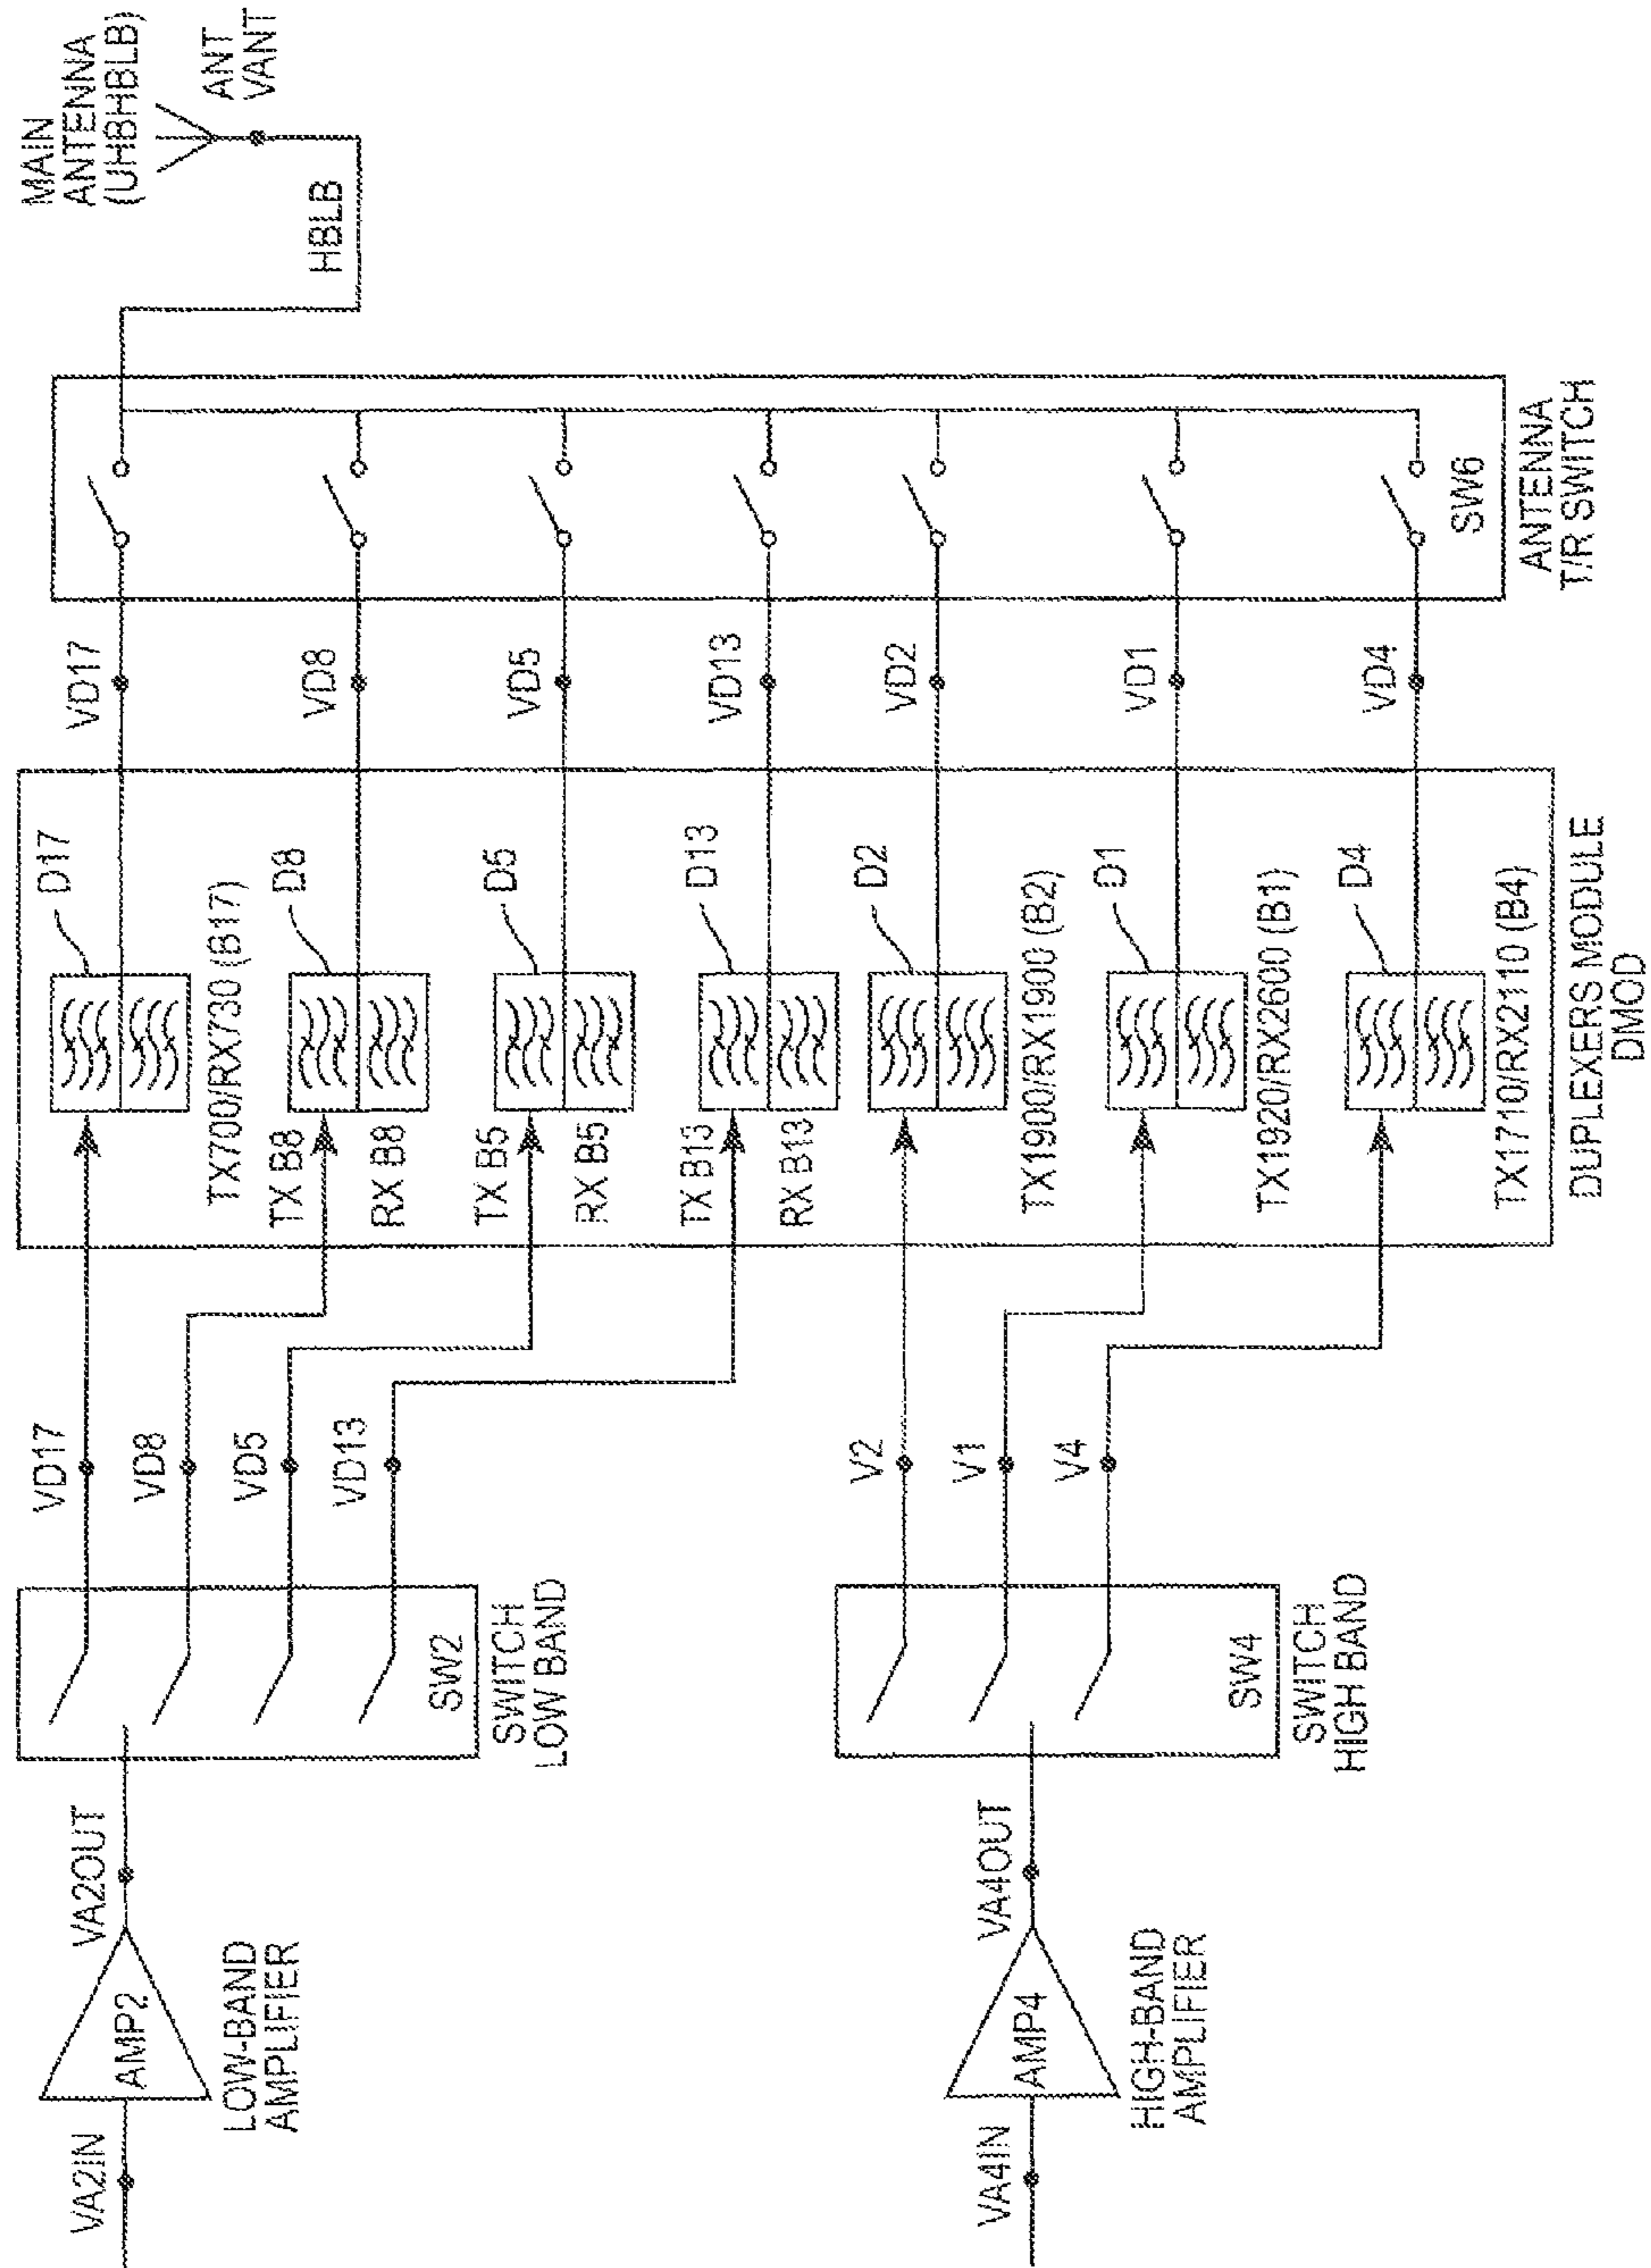 VA2IN
AMP2
LOW-BAND
AMPLIFIER
VA2OUT
SW2
SWITCH
LOW BAND
VD17
VD8
VD5
VD13
VA4IN
AMP4
HIGH-BAND
AMPLIFIER
VA4OUT
SW4
SWITCH
HIGH BAND
V2
V1
V4
D17
TX700/RX730 (B17)
TX B8
RX B8
D8
TX B5
RX B5
D5
TX B13
RX B13
D13
D2
TX1900/RX1900 (B2)
D1
TX1920/RX2600 (B1)
D4
TX1710/RX2110 (B4)
DUPLEXERS MODULE
DMOD
VD17
VD8
VD5
VD13
VD2
VD1
VD4
SW6
ANTENNA
T/R SWITCH
HBLB
MAIN
ANTENNA
(UHBHBLB)
ANT
VANT